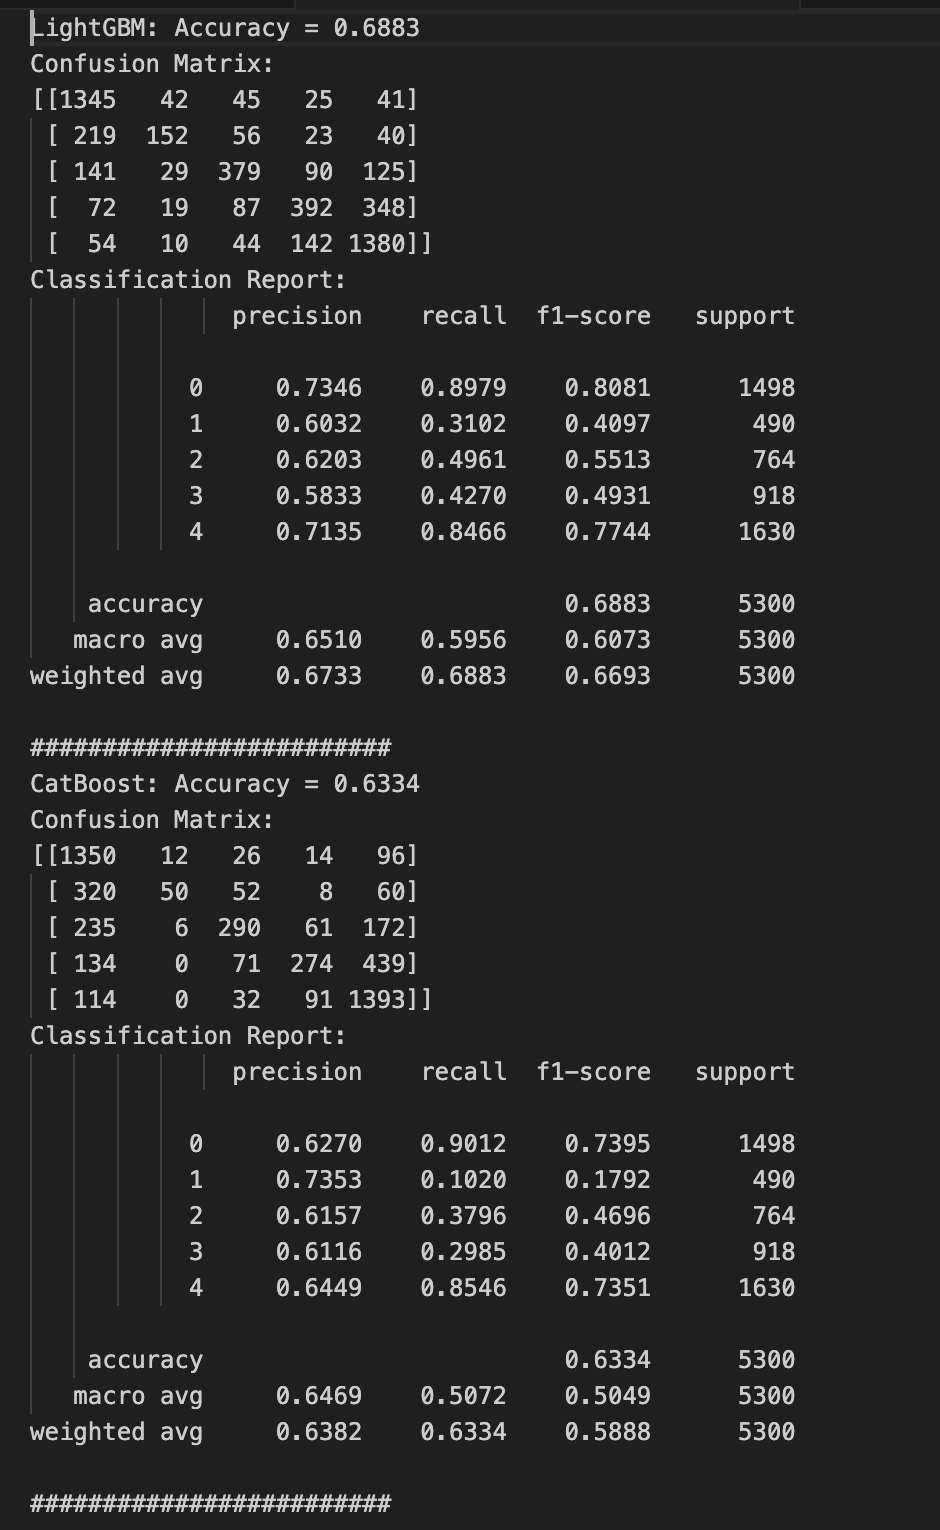 LightGBM: Accuracy = 0.6883
Confusion Matrix:
[[1345   42   45   25   41]
 [ 219  152   56   23   40]
 [ 141   29  379   90  125]
 [  72   19   87  392  348]
 [  54   10   44  142 1380]]
Classification Report:
              precision    recall  f1-score   support

           0     0.7346    0.8979    0.8081      1498
           1     0.6032    0.3102    0.4097       490
           2     0.6203    0.4961    0.5513       764
           3     0.5833    0.4270    0.4931       918
           4     0.7135    0.8466    0.7744      1630

    accuracy                         0.6883      5300
   macro avg     0.6510    0.5956    0.6073      5300
weighted avg     0.6733    0.6883    0.6693      5300

#########################
CatBoost: Accuracy = 0.6334
Confusion Matrix:
[[1350   12   26   14   96]
 [ 320   50   52    8   60]
 [ 235    6  290   61  172]
 [ 134    0   71  274  439]
 [ 114    0   32   91 1393]]
Classification Report:
              precision    recall  f1-score   support

           0     0.6270    0.9012    0.7395      1498
           1     0.7353    0.1020    0.1792       490
           2     0.6157    0.3796    0.4696       764
           3     0.6116    0.2985    0.4012       918
           4     0.6449    0.8546    0.7351      1630

    accuracy                         0.6334      5300
   macro avg     0.6469    0.5072    0.5049      5300
weighted avg     0.6382    0.6334    0.5888      5300

#########################